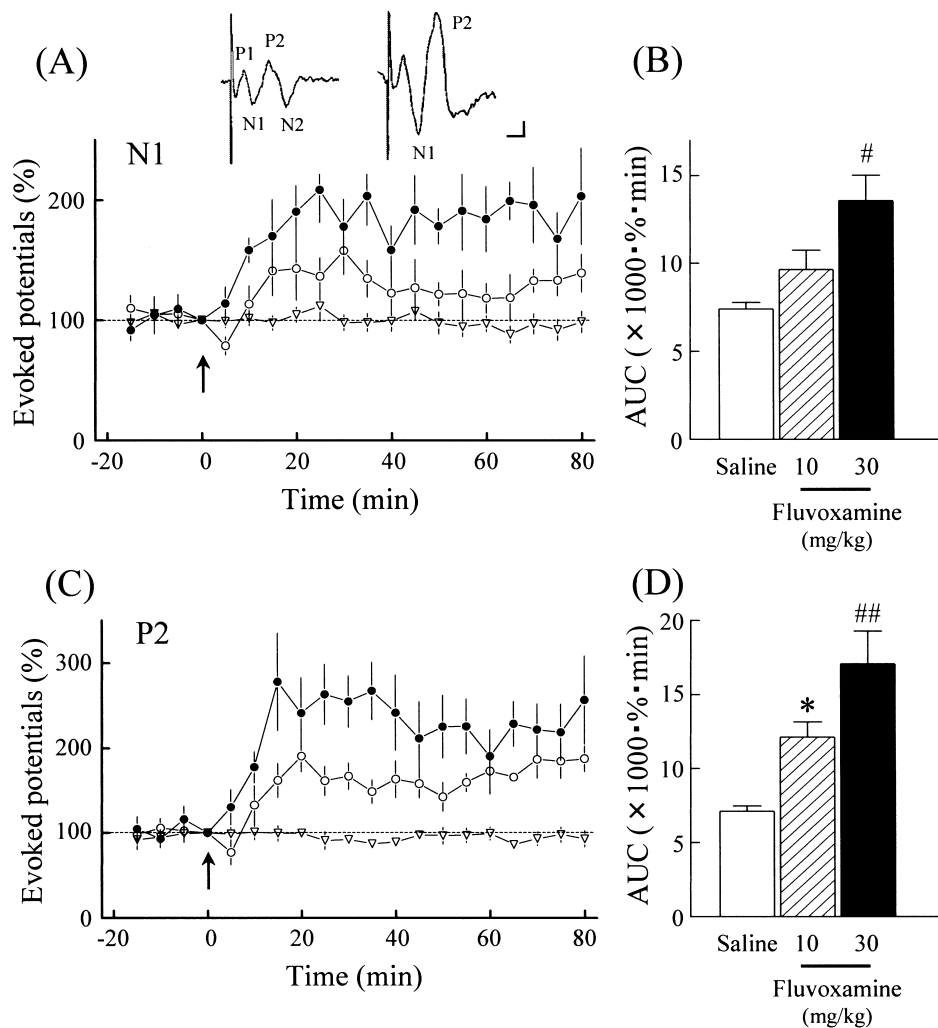 (A)
P1
P2
N1
N2
P2
N1
N1
Evoked potentials (%)
200
100
0
-20
0
20
40
60
80
Time (min)
(B)
AUC (×1000·%·min)
15
10
5
0
#
Saline
10
30
Fluvoxamine
(mg/kg)
(C)
P2
Evoked potentials (%)
300
200
100
0
-20
0
20
40
60
80
Time (min)
(D)
AUC (×1000·%·min)
20
15
10
5
0
*
##
Saline
10
30
Fluvoxamine
(mg/kg)